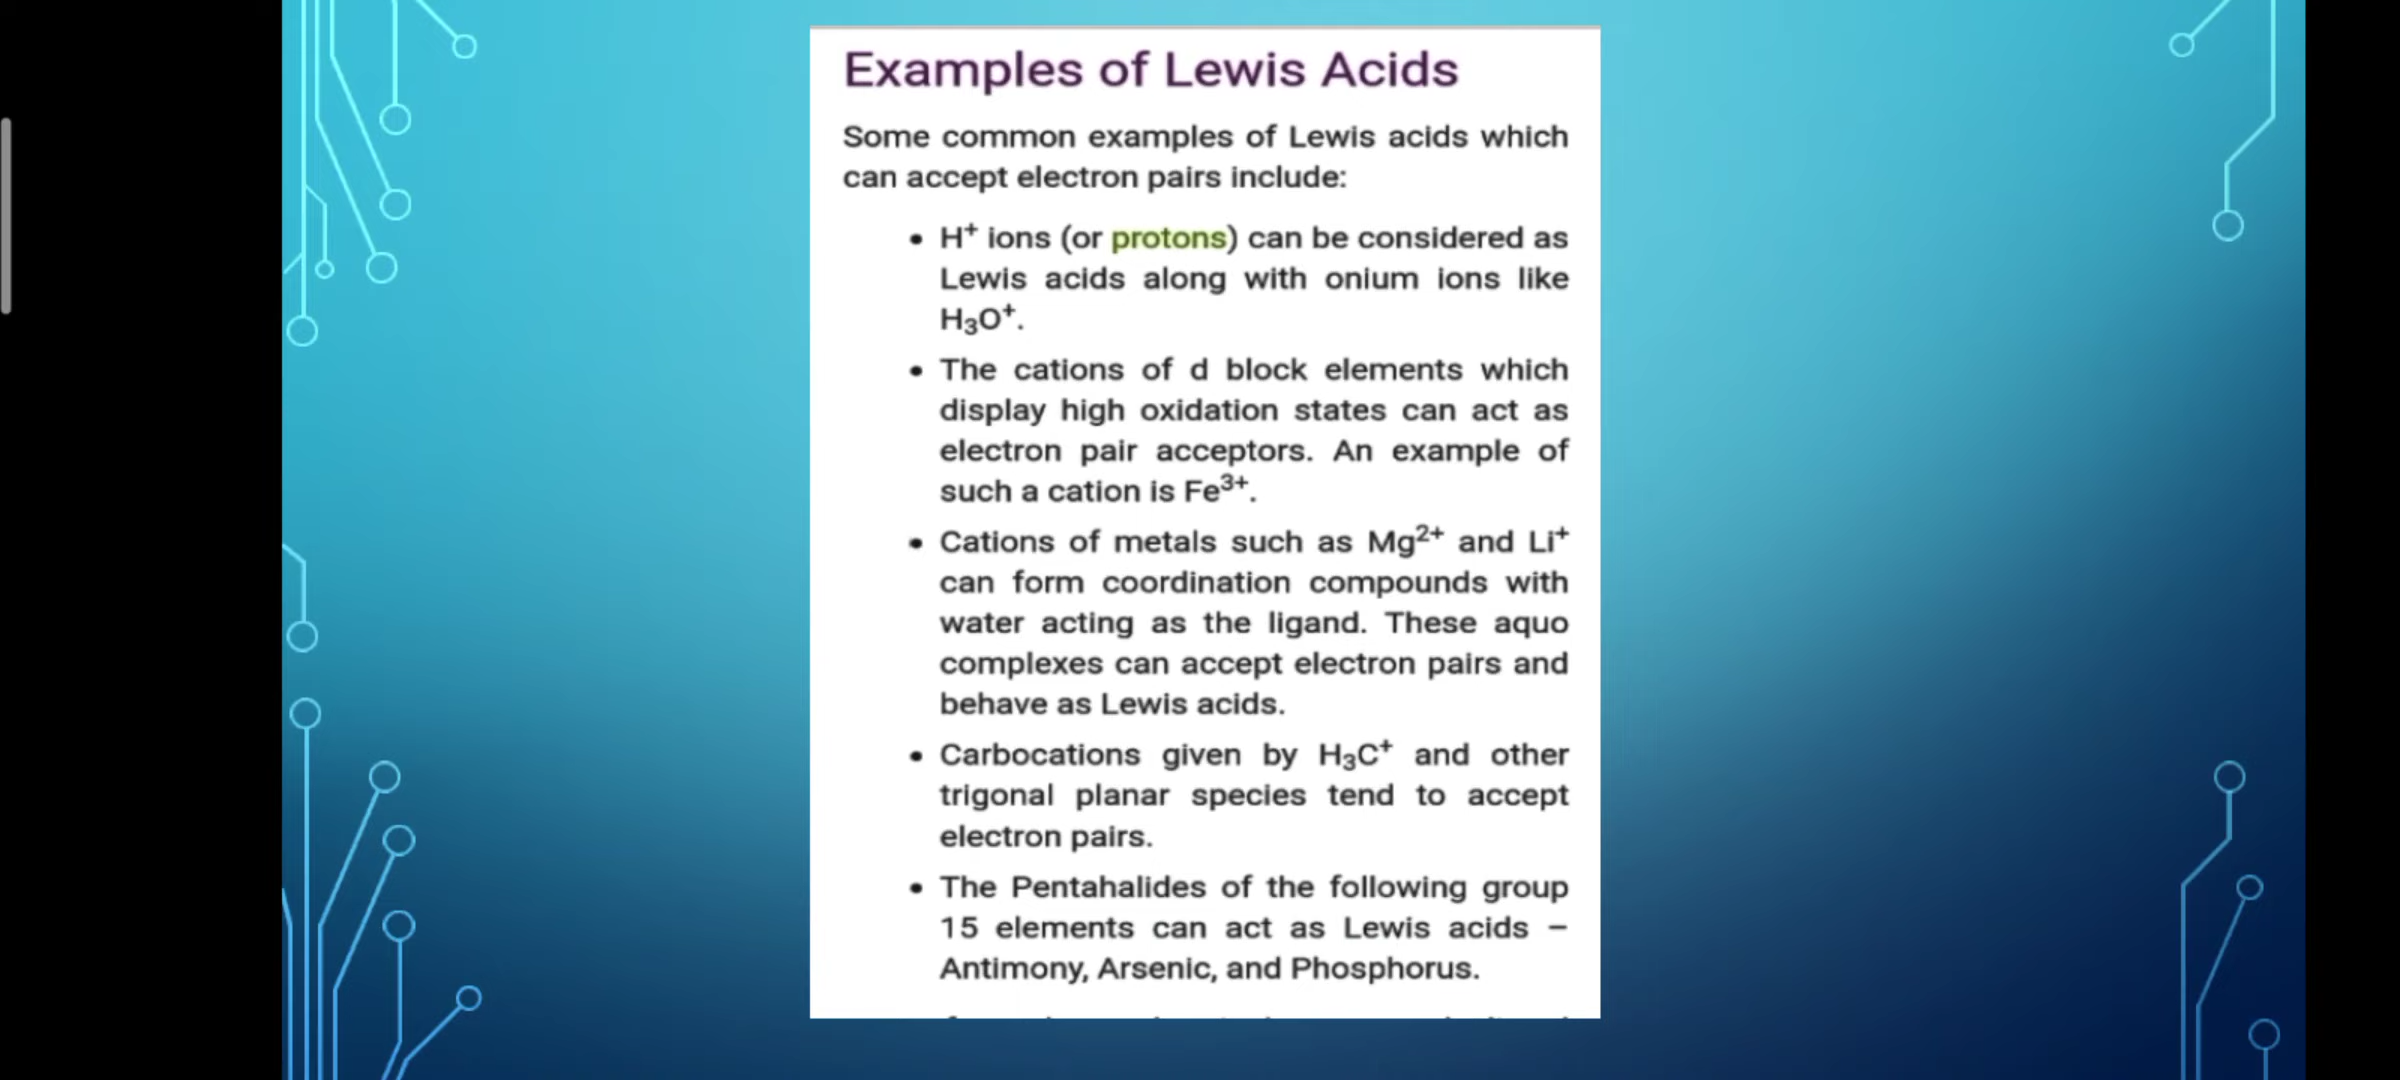 Examples of Lewis Acids
Some common examples of Lewis acids which
can accept electron pairs include:
• H⁺ ions (or protons) can be considered as
Lewis acids along with onium ions like
H₃O⁺.
• The cations of d block elements which
display high oxidation states can act as
electron pair acceptors. An example of
such a cation is Fe³⁺.
• Cations of metals such as Mg²⁺ and Li⁺
can form coordination compounds with
water acting as the ligand. These aquo
complexes can accept electron pairs and
behave as Lewis acids.
• Carbocations given by H₃C⁺ and other
trigonal planar species tend to accept
electron pairs.
• The Pentahalides of the following group
15 elements can act as Lewis acids –
Antimony, Arsenic, and Phosphorus.